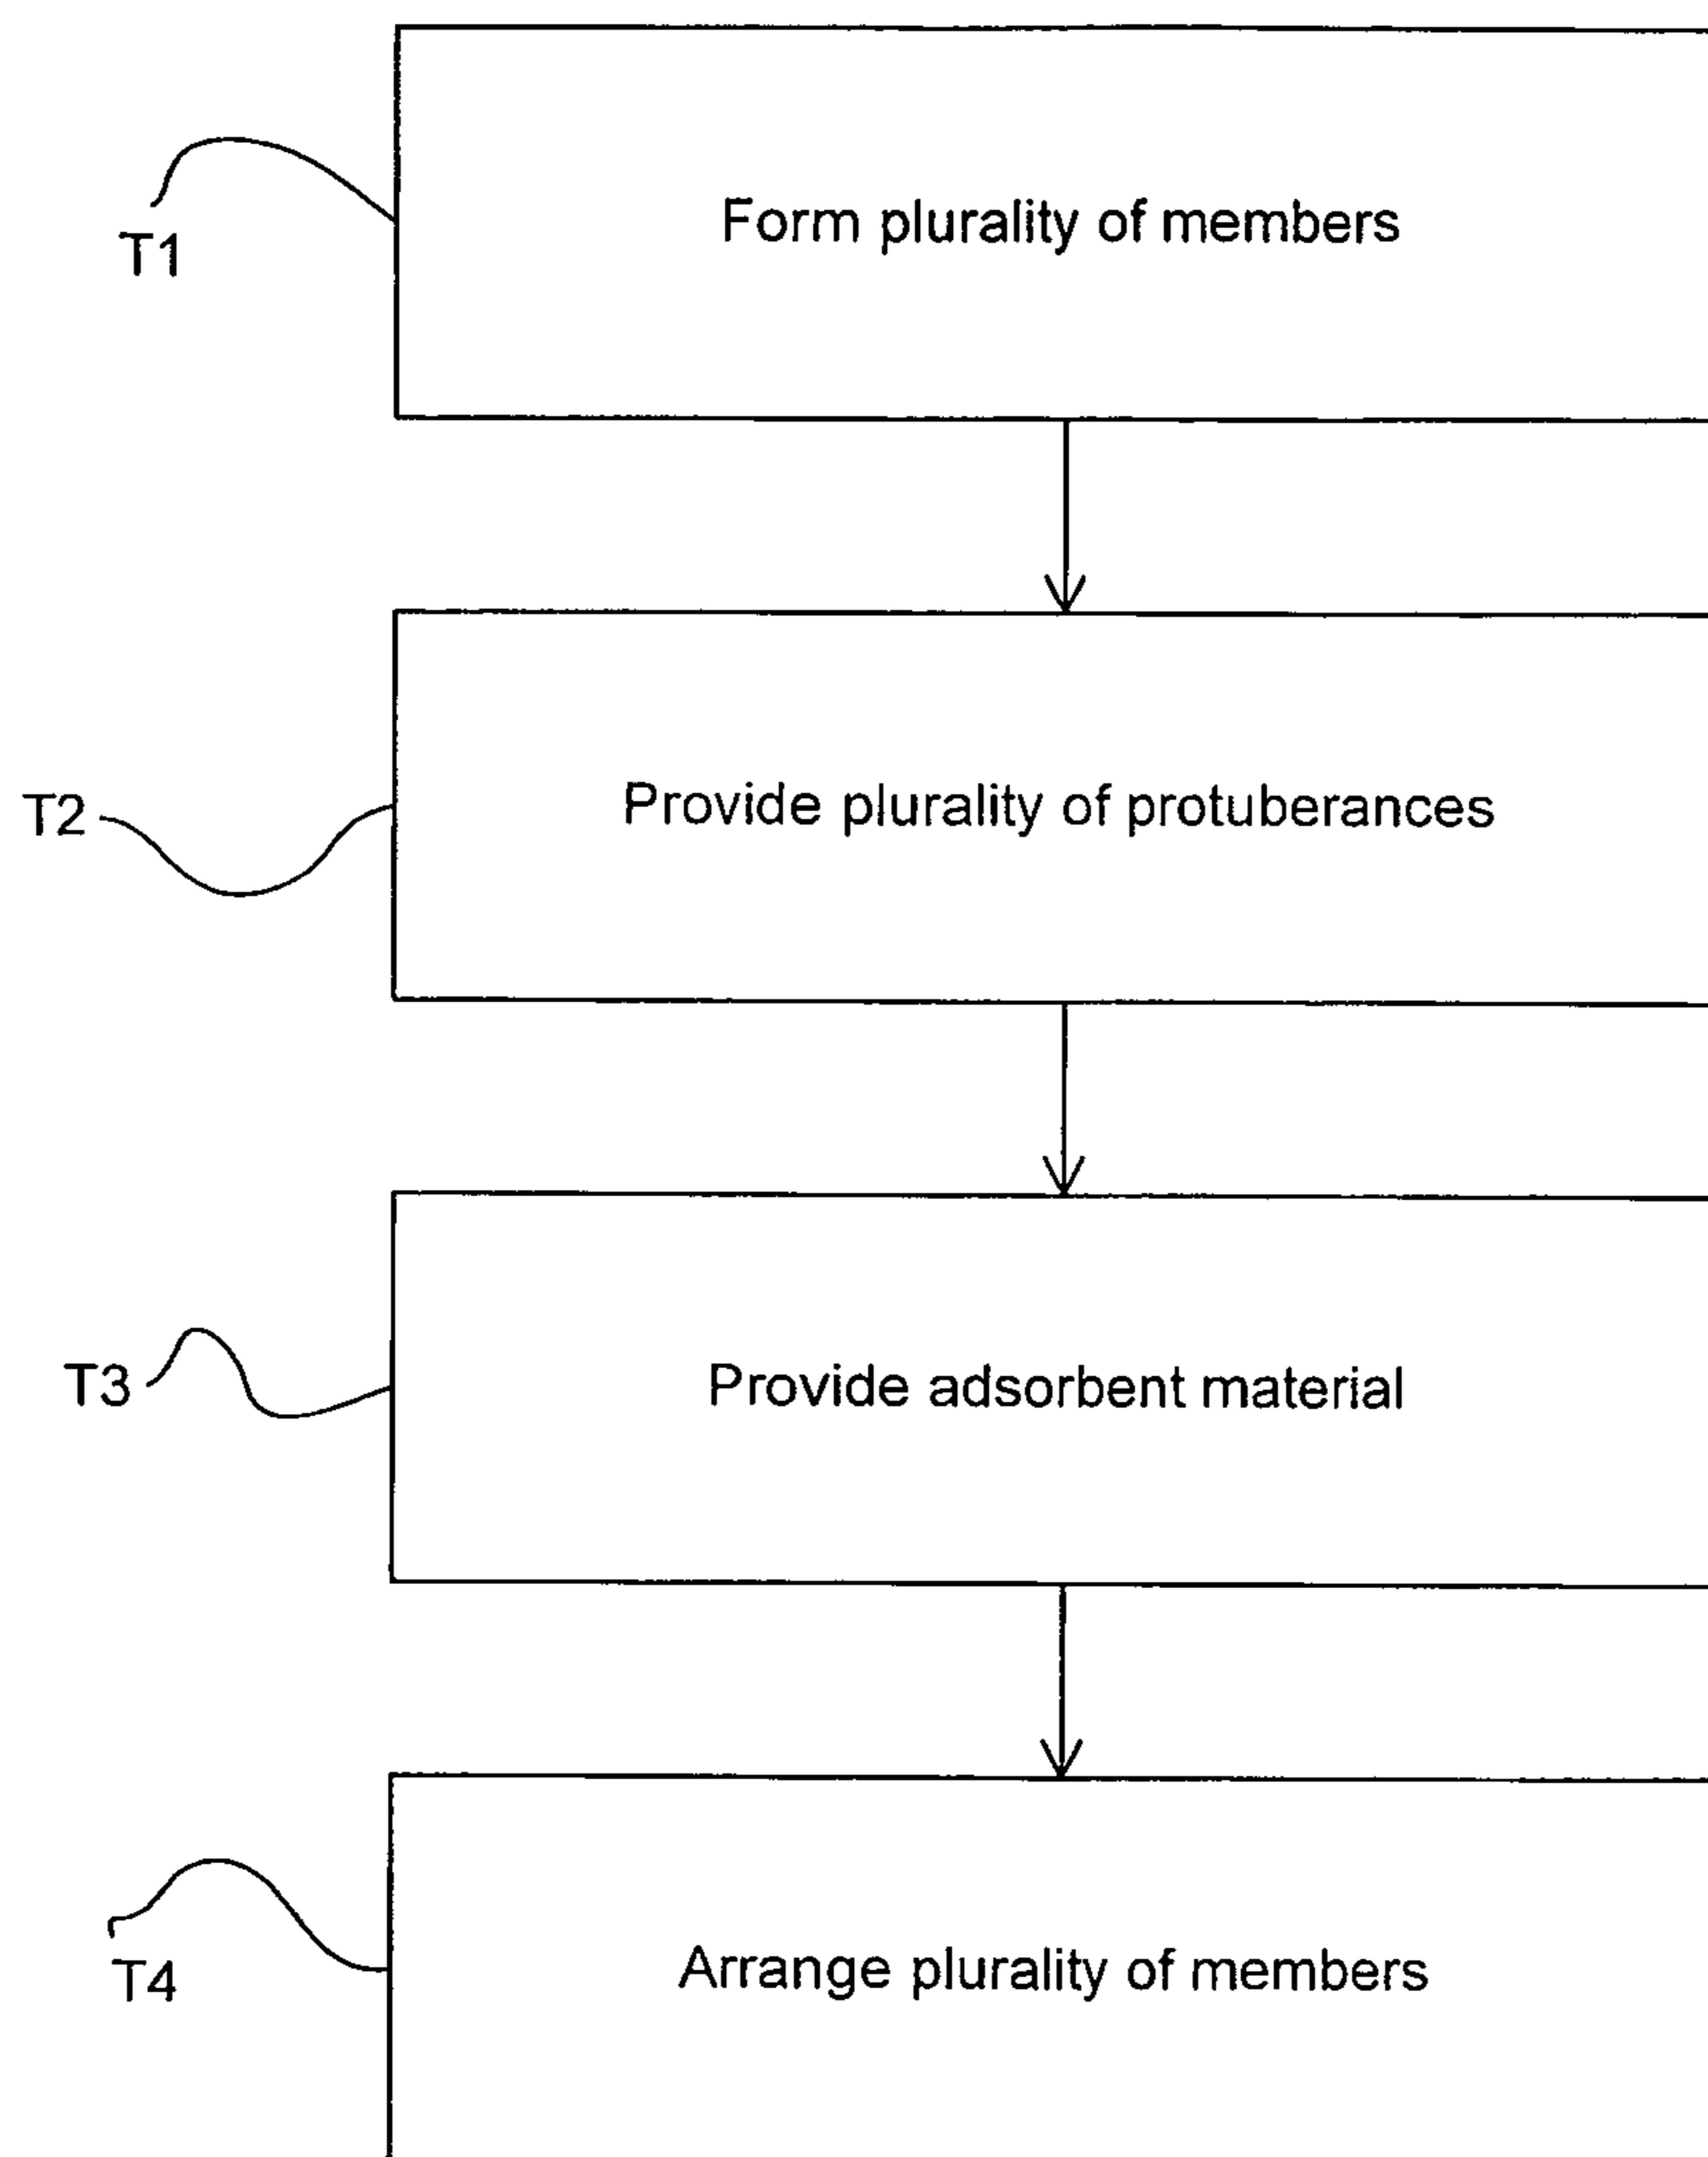 Form plurality of members
T1
Provide plurality of protuberances
T2
Provide adsorbent material
T3
Arrange plurality of members
T4